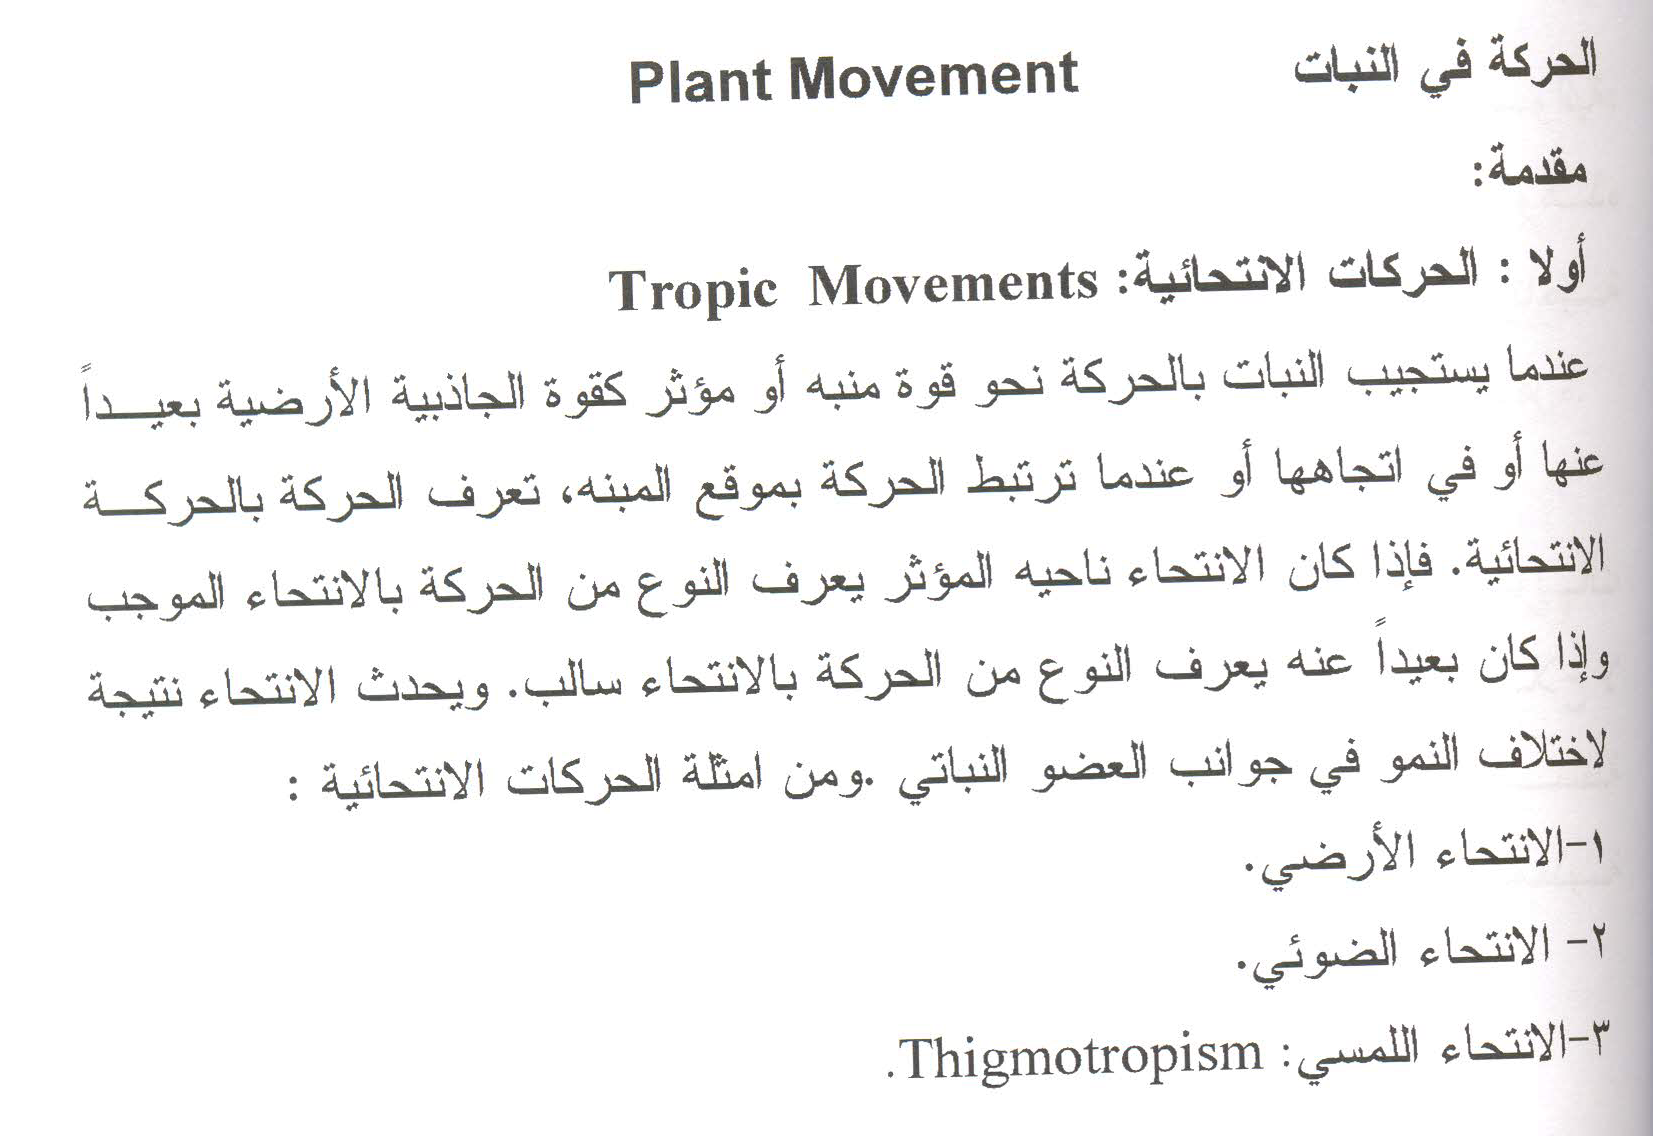 الحركة في النبات Plant Movement
مقدمة:
أولا : الحركات الانتحائية: Tropic Movements
عندما يستجيب النبات بالحركة نحو قوة منبه أو مؤثر كقوة الجاذبية الأرضية بعيــداً
عنها أو في اتجاهها أو عندما ترتبط الحركة بموقع المبنه، تعرف الحركة بالحركــة
الانتحائية. فإذا كان الانتحاء ناحيه المؤثر يعرف النوع من الحركة بالانتحاء الموجب
وإذا كان بعيداً عنه يعرف النوع من الحركة بالانتحاء سالب. ويحدث الانتحاء نتيجة
لاختلاف النمو في جوانب العضو النباتي .ومن امثلة الحركات الانتحائية :
١-الانتحاء الأرضي.
٢- الانتحاء الضوئي.
٣-الانتحاء اللمسي: Thigmotropism.